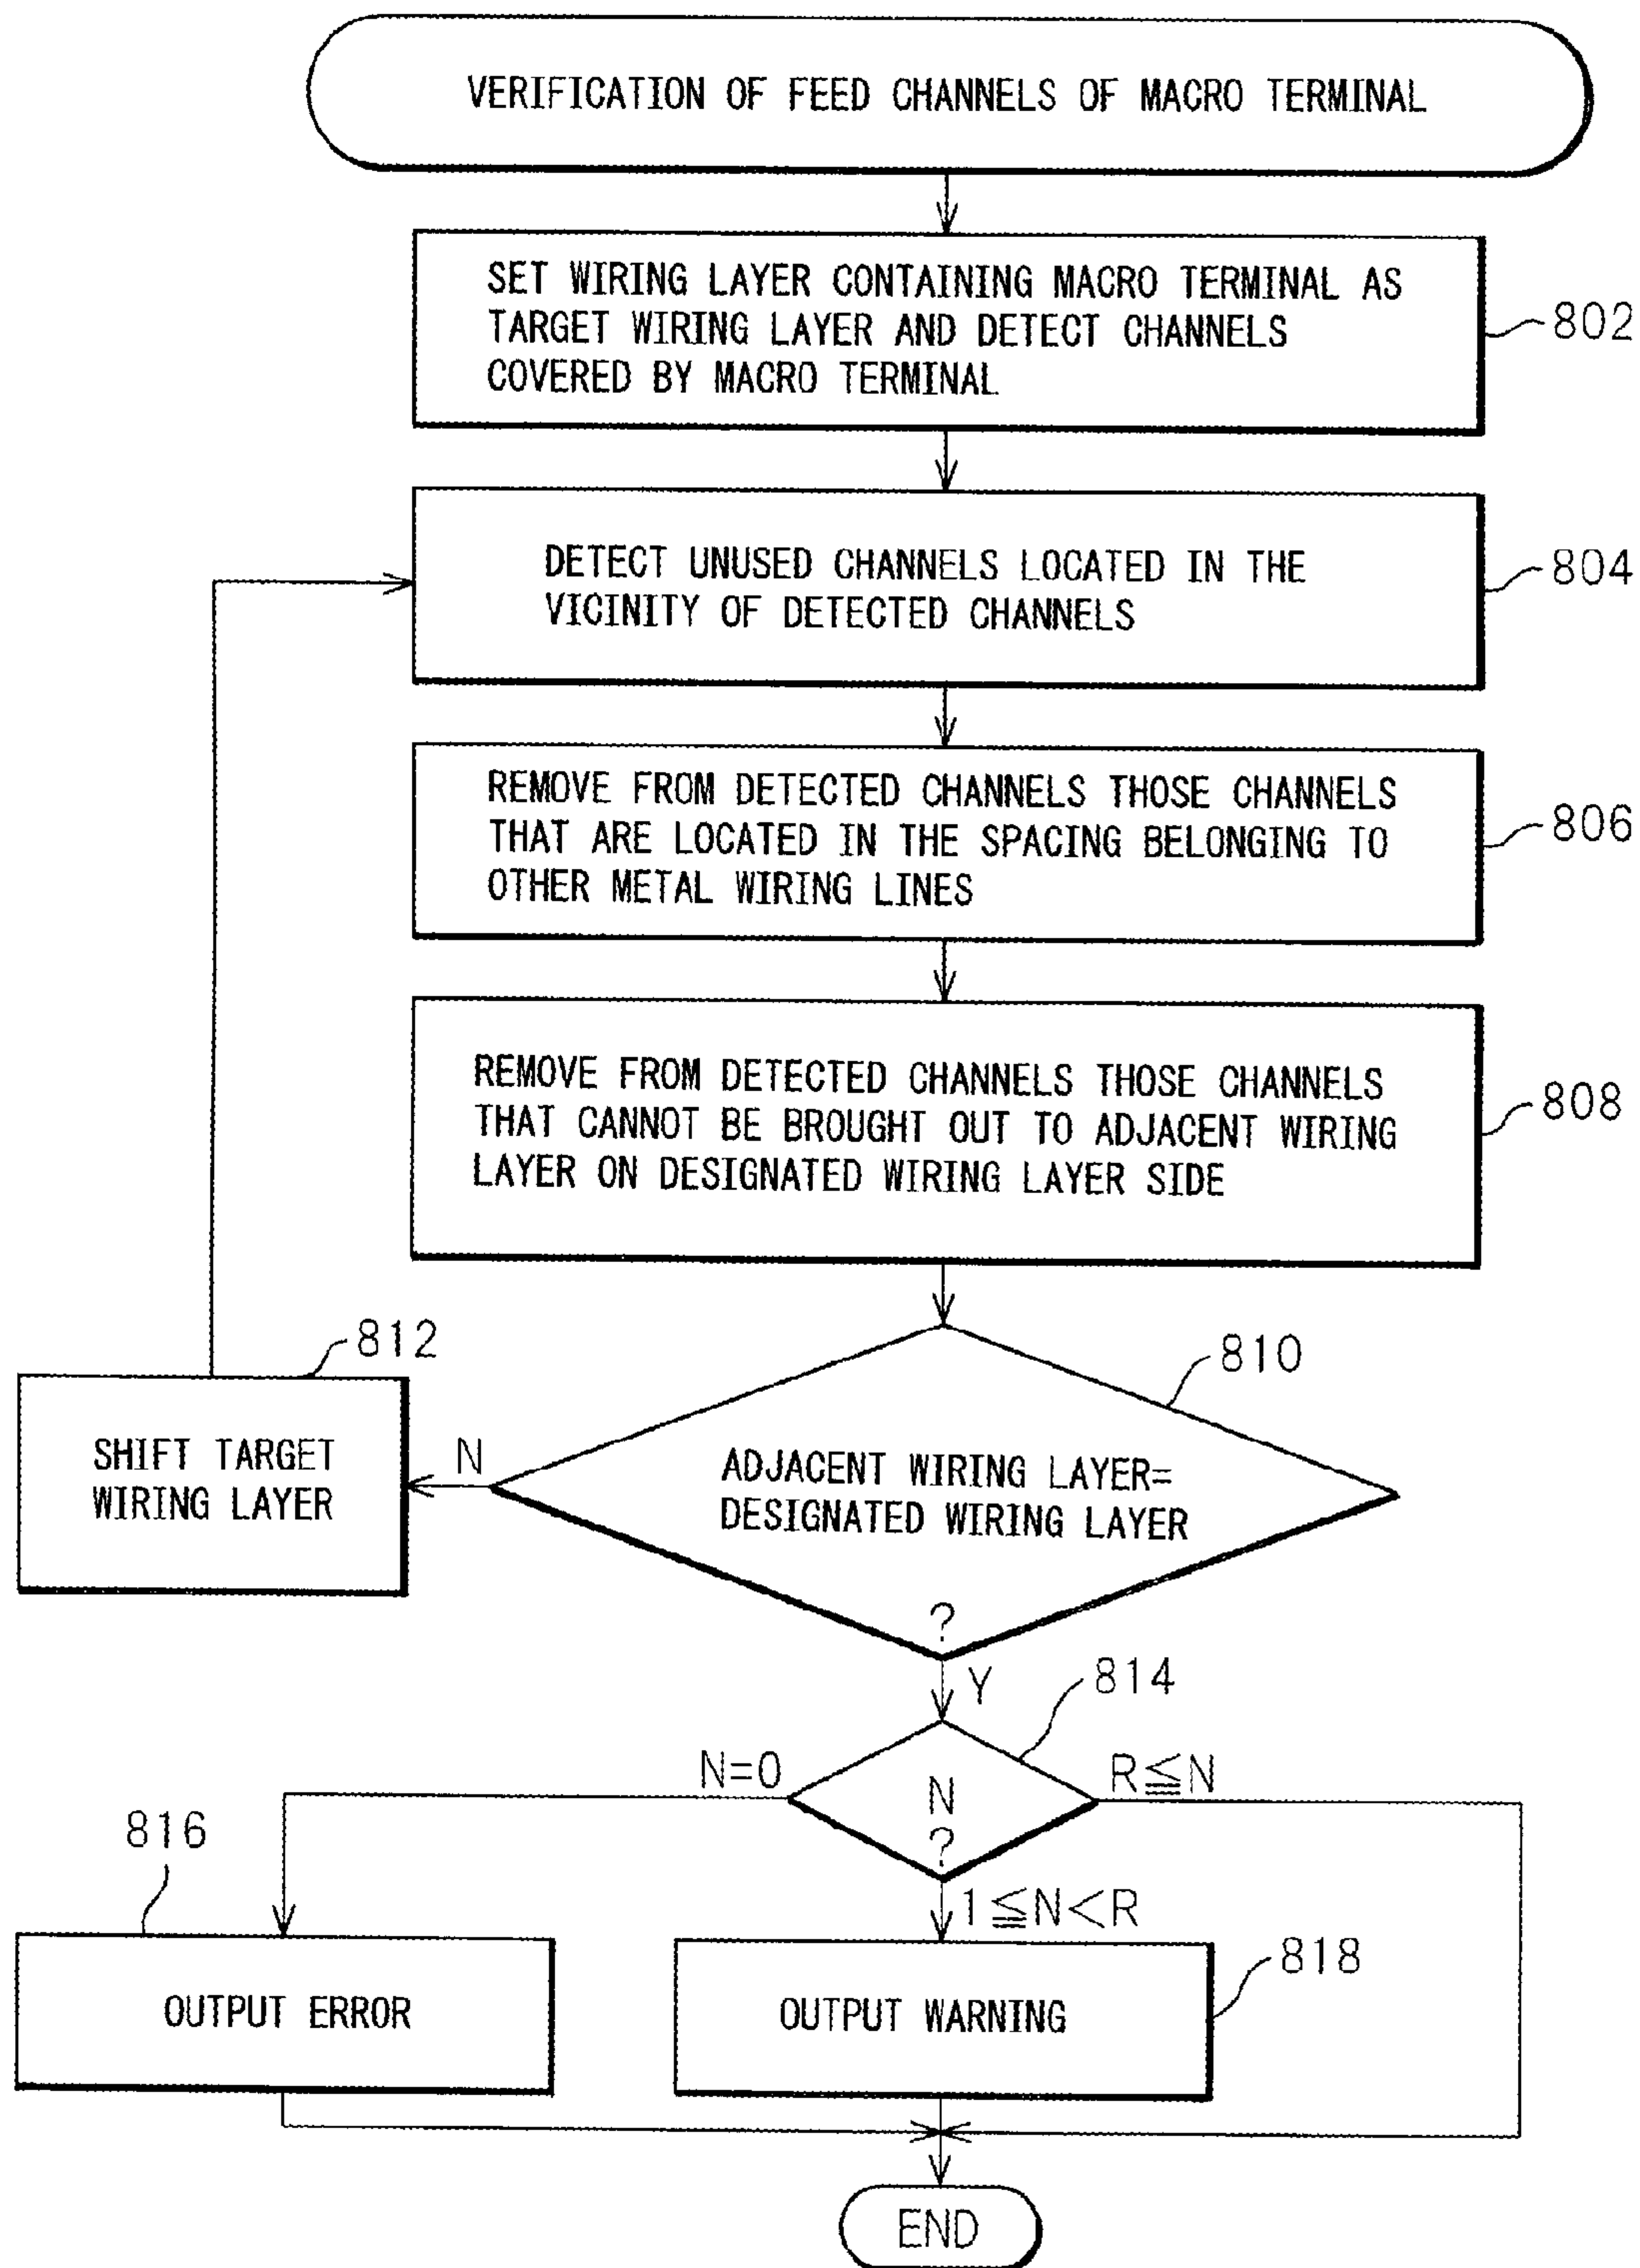 VERIFICATION OF FEED CHANNELS OF MACRO TERMINAL
SET WIRING LAYER CONTAINING MACRO TERMINAL AS
TARGET WIRING LAYER AND DETECT CHANNELS
COVERED BY MACRO TERMINAL
802
DETECT UNUSED CHANNELS LOCATED IN THE
VICINITY OF DETECTED CHANNELS
804
REMOVE FROM DETECTED CHANNELS THOSE CHANNELS
THAT ARE LOCATED IN THE SPACING BELONGING TO
OTHER METAL WIRING LINES
806
REMOVE FROM DETECTED CHANNELS THOSE CHANNELS
THAT CANNOT BE BROUGHT OUT TO ADJACENT WIRING
LAYER ON DESIGNATED WIRING LAYER SIDE
808
812
SHIFT TARGET
WIRING LAYER
N
810
ADJACENT WIRING LAYER=
DESIGNATED WIRING LAYER
?
Y
814
N=0
N
?
R≦N
1≦N<R
816
OUTPUT ERROR
OUTPUT WARNING
818
END